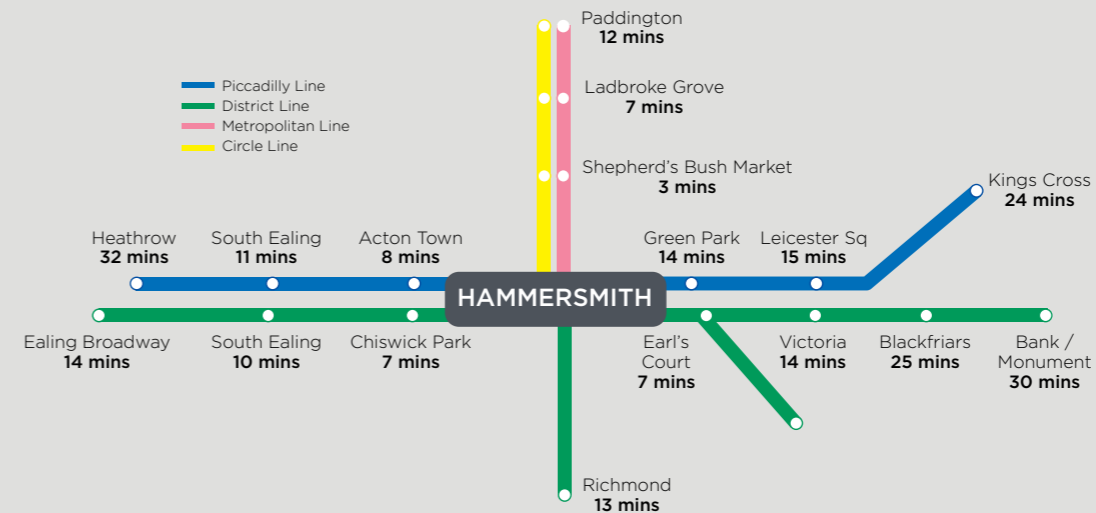 Paddington
12 mins
Piccadilly Line
District Line
Metropolitan Line
Circle Line
Ladbroke Grove
7 mins
Shepherd's Bush Market
3 mins
Kings Cross
24 mins
Heathrow
32 mins
South Ealing
11 mins
Acton Town
8 mins
Green Park
14 mins
Leicester Sq
15 mins
HAMMERSMITH
Ealing Broadway
14 mins
South Ealing
10 mins
Chiswick Park
7 mins
Earl's
Court
7 mins
Victoria
14 mins
Blackfriars
25 mins
Bank /
Monument
30 mins
Richmond
13 mins